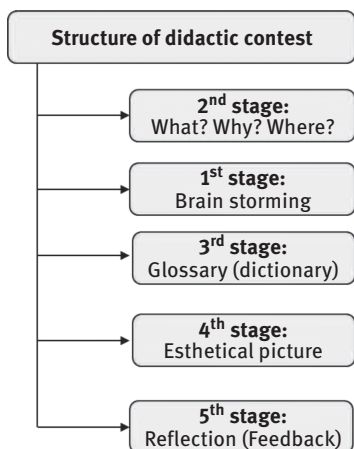 Structure of didactic contest
2nd stage:
What? Why? Where?
1st stage:
Brain storming
3rd stage:
Glossary (dictionary)
4th stage:
Esthetical picture
5th stage:
Reflection (Feedback)